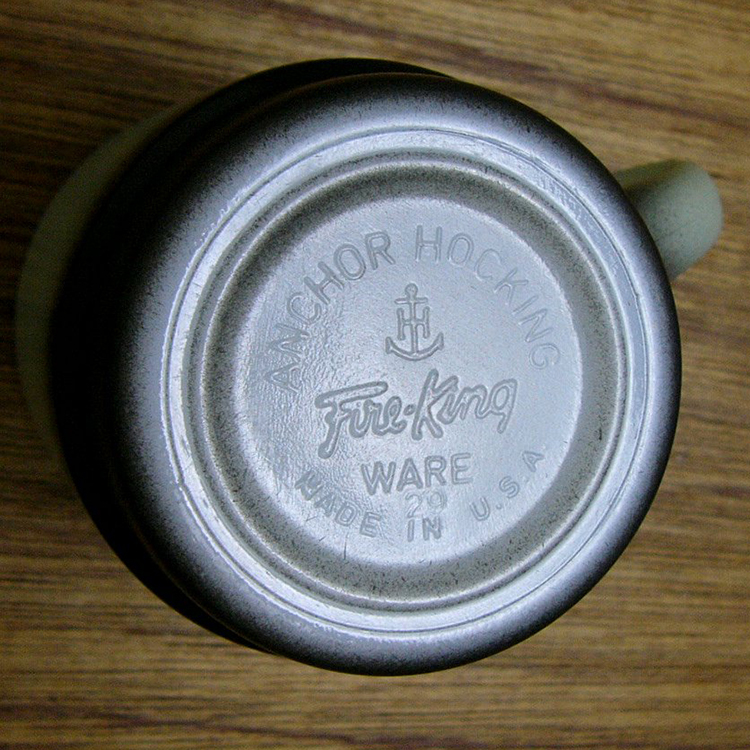 ANCHOR HOCKING
Fire-King
WARE
29
MADE IN U.S.A.